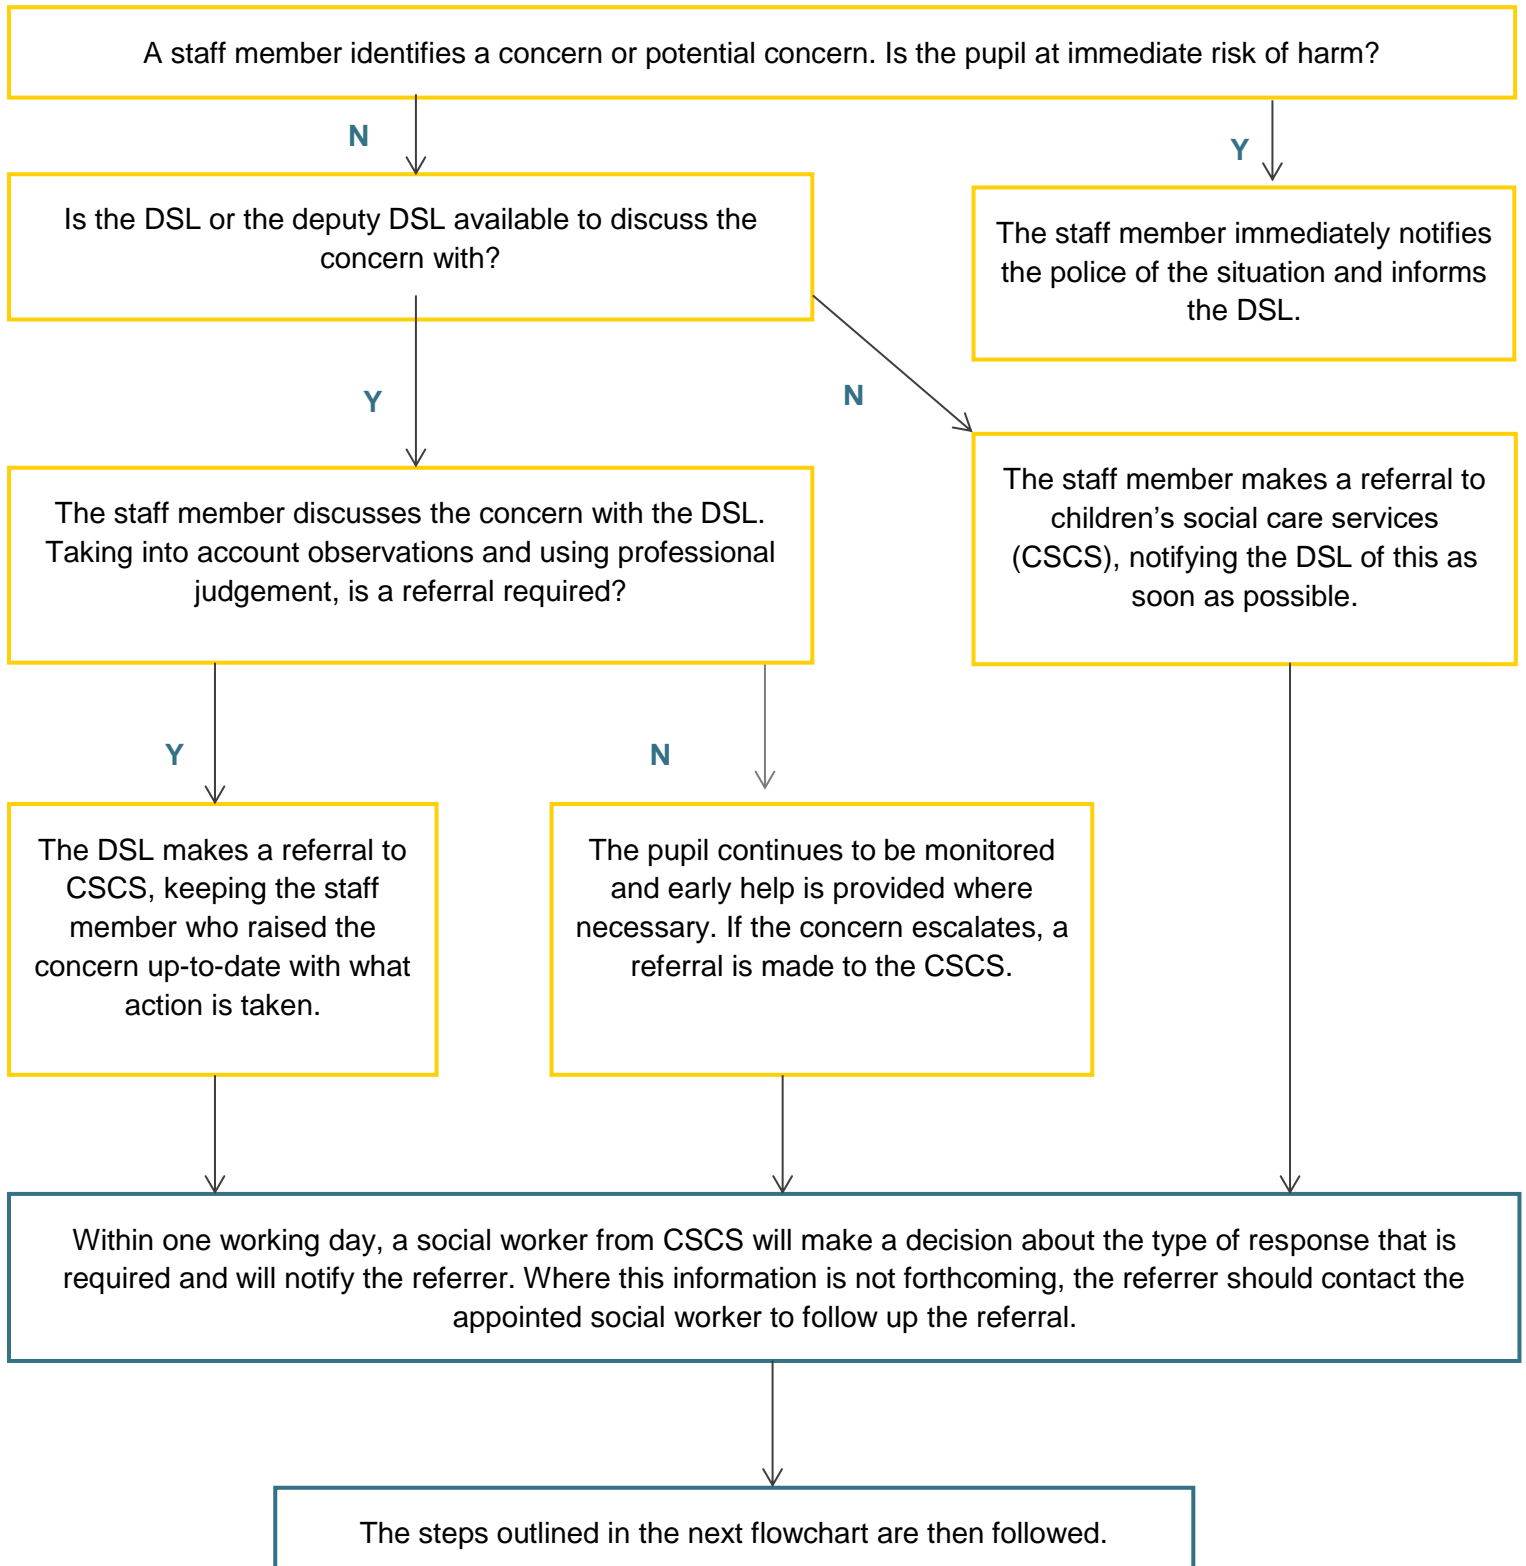 A staff member identifies a concern or potential concern. Is the pupil at immediate risk of harm?
N
Y
Is the DSL or the deputy DSL available to discuss the
concern with?
The staff member immediately notifies
the police of the situation and informs
the DSL.
Y
N
The staff member discusses the concern with the DSL.
Taking into account observations and using professional
judgement, is a referral required?
The staff member makes a referral to
children’s social care services
(CSCS), notifying the DSL of this as
soon as possible.
Y
N
The DSL makes a referral to
CSCS, keeping the staff
member who raised the
concern up-to-date with what
action is taken.
The pupil continues to be monitored
and early help is provided where
necessary. If the concern escalates, a
referral is made to the CSCS.
Within one working day, a social worker from CSCS will make a decision about the type of response that is
required and will notify the referrer. Where this information is not forthcoming, the referrer should contact the
appointed social worker to follow up the referral.
The steps outlined in the next flowchart are then followed.